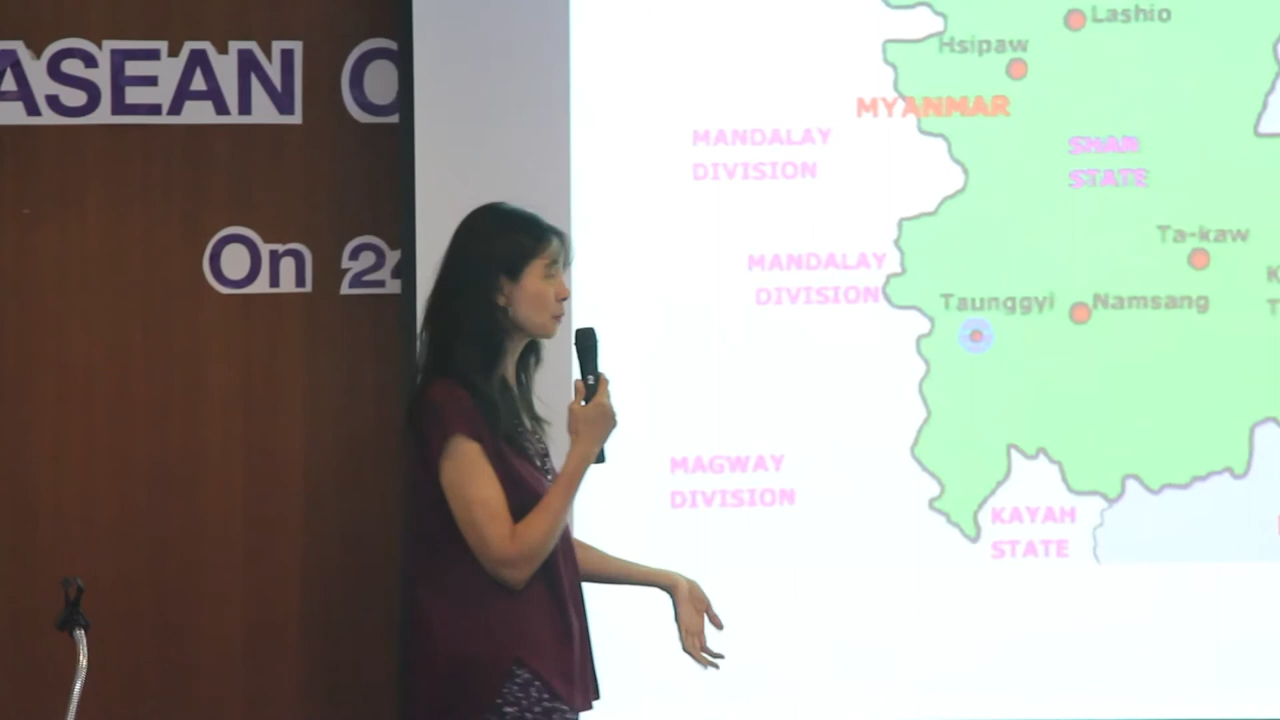 ASEAN
On
Lashio
Hsipaw
MYANMAR
MANDALAY
DIVISION
SHAN
STATE
Ta-kaw
MANDALAY
DIVISION
Taunggyi
Namsang
MAGWAY
DIVISION
KAYAH
STATE